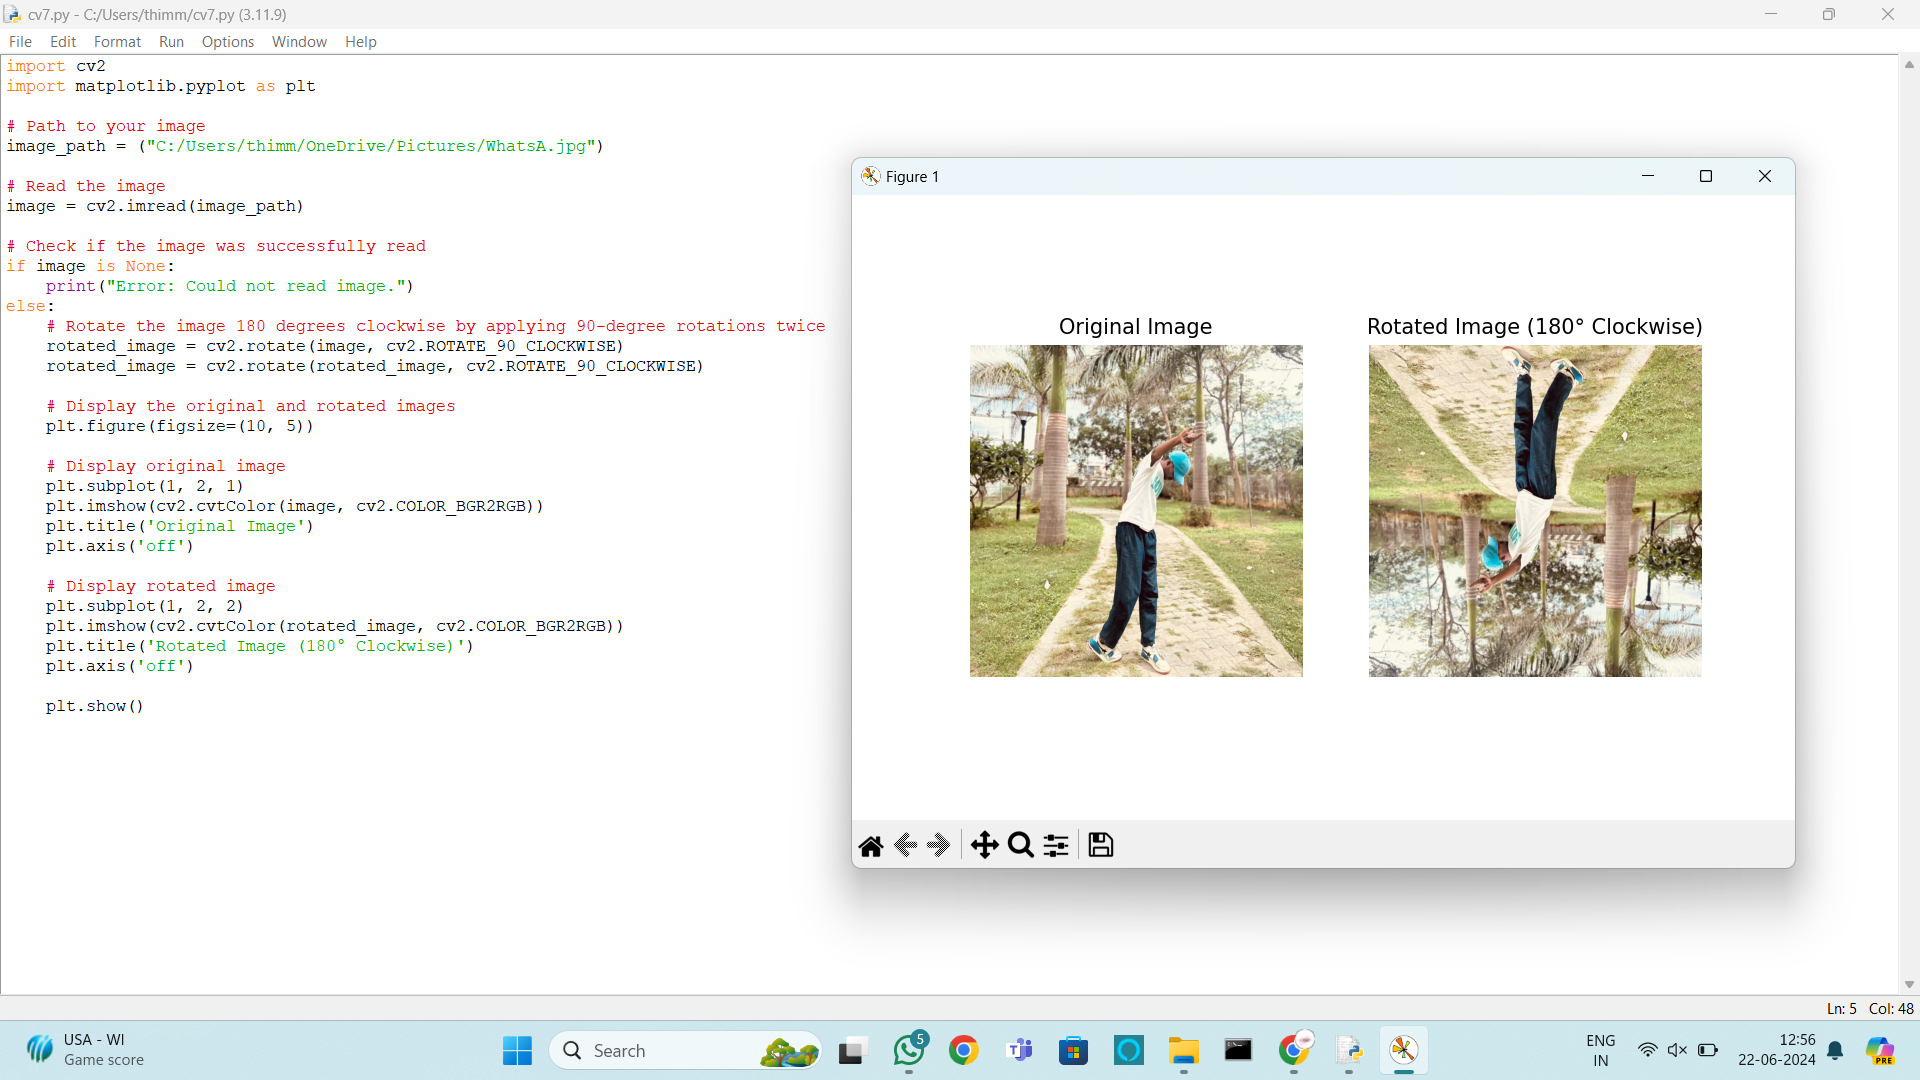 cv7.py - C:/Users/thimm/cv7.py (3.11.9)
File Edit Format Run Options Window Help
import cv2
import matplotlib.pyplot as plt
# Path to your image
image_path = ("C:/Users/thimm/OneDrive/Pictures/WhatsA.jpg")
# Read the image
image = cv2.imread(image_path)
# Check if the image was successfully read
if image is None:
    print("Error: Could not read image.")
else:
    # Rotate the image 180 degrees clockwise by applying 90-degree rotations twice
    rotated_image = cv2.rotate(image, cv2.ROTATE_90_CLOCKWISE)
    rotated_image = cv2.rotate(rotated_image, cv2.ROTATE_90_CLOCKWISE)
    # Display the original and rotated images
    plt.figure(figsize=(10, 5))
    # Display original image
    plt.subplot(1, 2, 1)
    plt.imshow(cv2.cvtColor(image, cv2.COLOR_BGR2RGB))
    plt.title('Original Image')
    plt.axis('off')
    # Display rotated image
    plt.subplot(1, 2, 2)
    plt.imshow(cv2.cvtColor(rotated_image, cv2.COLOR_BGR2RGB))
    plt.title('Rotated Image (180° Clockwise)')
    plt.axis('off')
    plt.show()
Figure 1
Original Image
Rotated Image (180° Clockwise)
Ln: 5 Col: 48
USA - WI
Game score
Search
5
ENG
IN
12:56
22-06-2024
PRE